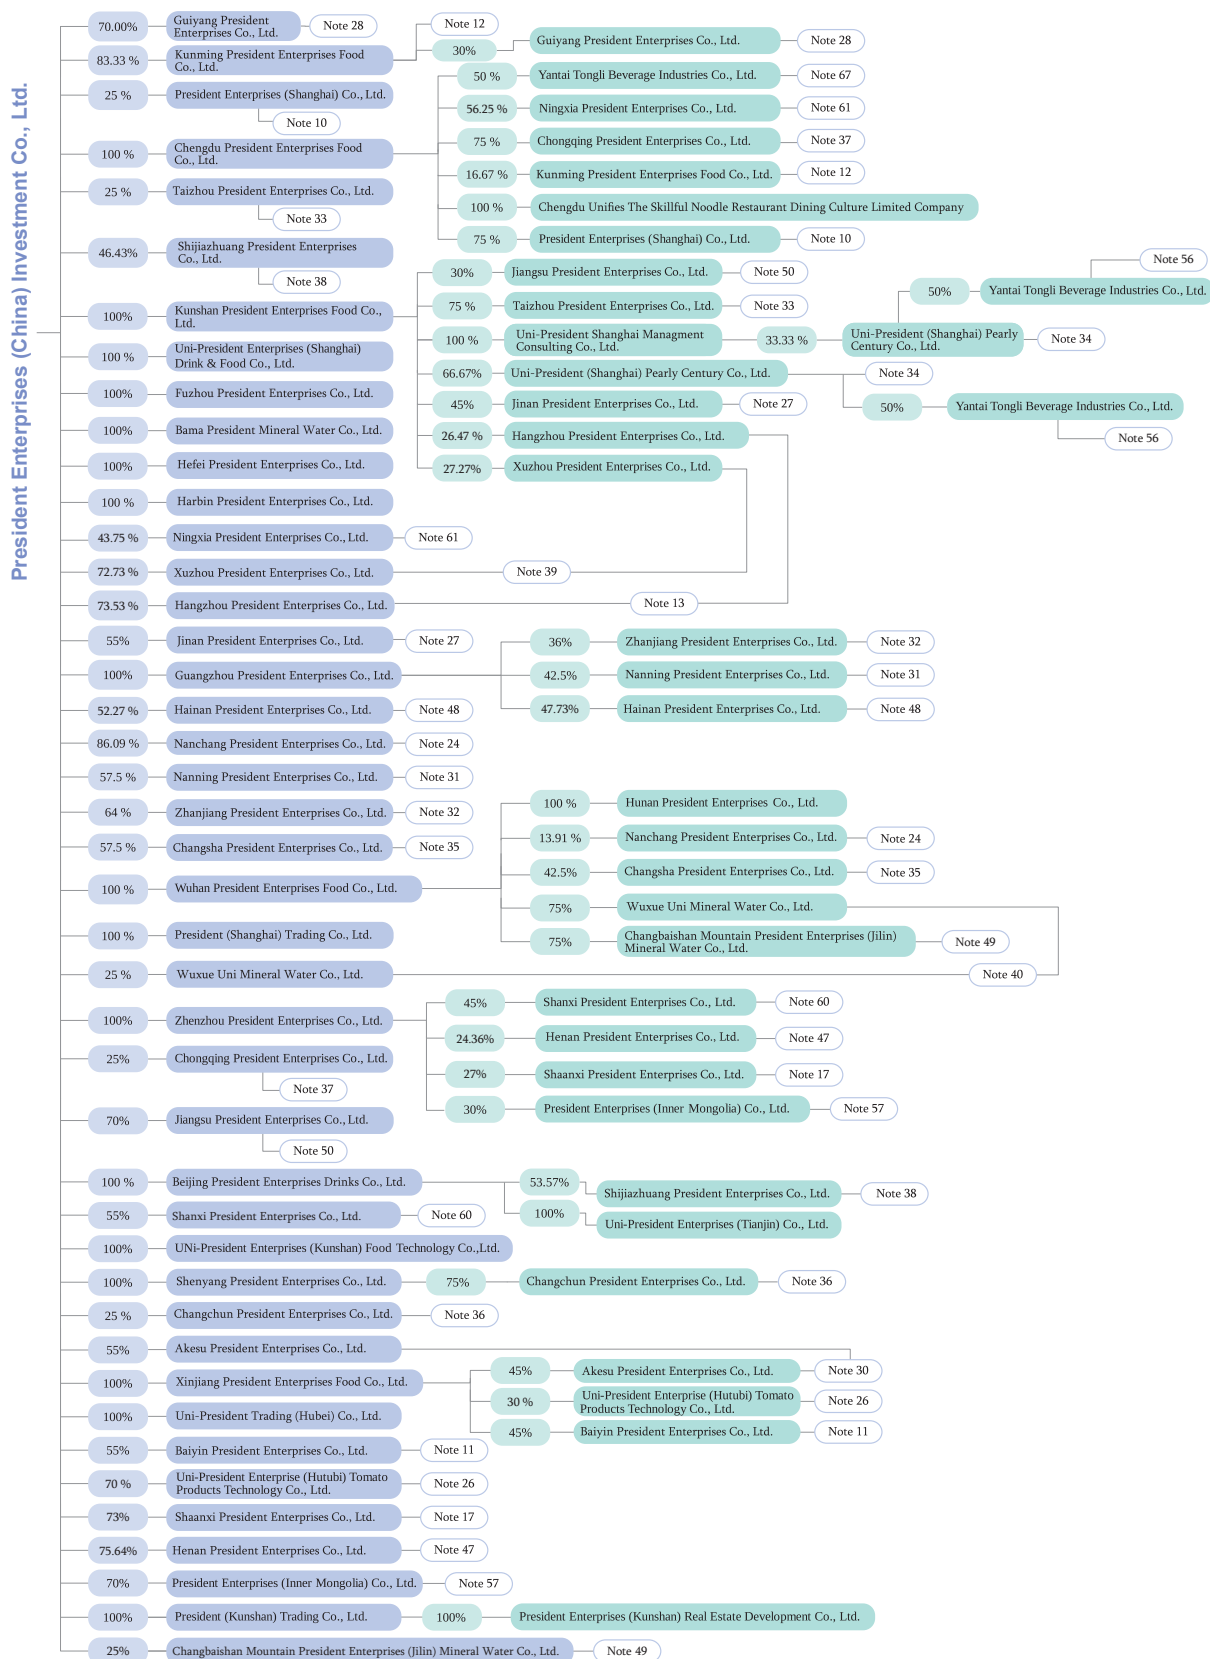 President Enterprises (China) Investment Co., Ltd.
70.00%
Guiyang President
Enterprises Co., Ltd.
Note 28
83.33 %
Kunming President Enterprises Food
Co., Ltd.
Note 12
30%
Guiyang President Enterprises Co., Ltd.
Note 28
25 %
President Enterprises (Shanghai) Co., Ltd.
Note 10
100 %
Chengdu President Enterprises Food
Co., Ltd.
50 %
Yantai Tongli Beverage Industries Co., Ltd.
Note 67
56.25 %
Ningxia President Enterprises Co., Ltd.
Note 61
75 %
Chongqing President Enterprises Co., Ltd.
Note 37
16.67 %
Kunming President Enterprises Food Co., Ltd.
Note 12
100 %
Chengdu Unifies The Skillful Noodle Restaurant Dining Culture Limited Company
75 %
President Enterprises (Shanghai) Co., Ltd.
Note 10
25 %
Taizhou President Enterprises Co., Ltd.
Note 33
46.43%
Shijiazhuang President Enterprises
Co., Ltd.
Note 38
100%
Kunshan President Enterprises Food Co.,
Ltd.
30%
Jiangsu President Enterprises Co., Ltd.
Note 50
75 %
Taizhou President Enterprises Co., Ltd.
Note 33
100 %
Uni-President Shanghai Managment
Consulting Co., Ltd.
33.33 %
Uni-President (Shanghai) Pearly
Century Co., Ltd.
Note 34
50%
Yantai Tongli Beverage Industries Co., Ltd.
Note 56
66.67%
Uni-President (Shanghai) Pearly Century Co., Ltd.
Note 34
50%
Yantai Tongli Beverage Industries Co., Ltd.
Note 56
45%
Jinan President Enterprises Co., Ltd.
Note 27
26.47 %
Hangzhou President Enterprises Co., Ltd.
27.27%
Xuzhou President Enterprises Co., Ltd.
100 %
Uni-President Enterprises (Shanghai)
Drink & Food Co., Ltd.
100%
Fuzhou President Enterprises Co., Ltd.
100%
Bama President Mineral Water Co., Ltd.
100%
Hefei President Enterprises Co., Ltd.
100 %
Harbin President Enterprises Co., Ltd.
43.75 %
Ningxia President Enterprises Co., Ltd.
Note 61
72.73 %
Xuzhou President Enterprises Co., Ltd.
Note 39
73.53 %
Hangzhou President Enterprises Co., Ltd.
Note 13
55%
Jinan President Enterprises Co., Ltd.
Note 27
100%
Guangzhou President Enterprises Co., Ltd.
36%
Zhanjiang President Enterprises Co., Ltd.
Note 32
42.5%
Nanning President Enterprises Co., Ltd.
Note 31
47.73%
Hainan President Enterprises Co., Ltd.
Note 48
52.27 %
Hainan President Enterprises Co., Ltd.
Note 48
86.09 %
Nanchang President Enterprises Co., Ltd.
Note 24
57.5 %
Nanning President Enterprises Co., Ltd.
Note 31
64 %
Zhanjiang President Enterprises Co., Ltd.
Note 32
57.5 %
Changsha President Enterprises Co., Ltd.
Note 35
100 %
Wuhan President Enterprises Food Co., Ltd.
100 %
Hunan President Enterprises Co., Ltd.
13.91 %
Nanchang President Enterprises Co., Ltd.
Note 24
42.5%
Changsha President Enterprises Co., Ltd.
Note 35
75%
Wuxue Uni Mineral Water Co., Ltd.
75%
Changbaishan Mountain President Enterprises (Jilin)
Mineral Water Co., Ltd.
Note 49
100 %
President (Shanghai) Trading Co., Ltd.
25 %
Wuxue Uni Mineral Water Co., Ltd.
Note 40
100%
Zhenzhou President Enterprises Co., Ltd.
45%
Shanxi President Enterprises Co., Ltd.
Note 60
24.36%
Henan President Enterprises Co., Ltd.
Note 47
27%
Shaanxi President Enterprises Co., Ltd.
Note 17
30%
President Enterprises (Inner Mongolia) Co., Ltd.
Note 57
25%
Chongqing President Enterprises Co., Ltd.
Note 37
70%
Jiangsu President Enterprises Co., Ltd.
Note 50
100 %
Beijing President Enterprises Drinks Co., Ltd.
53.57%
Shijiazhuang President Enterprises Co., Ltd.
Note 38
100%
Uni-President Enterprises (Tianjin) Co., Ltd.
55%
Shanxi President Enterprises Co., Ltd.
Note 60
100%
UNi-President Enterprises (Kunshan) Food Technology Co.,Ltd.
100%
Shenyang President Enterprises Co., Ltd.
75%
Changchun President Enterprises Co., Ltd.
Note 36
25 %
Changchun President Enterprises Co., Ltd.
Note 36
55%
Akesu President Enterprises Co., Ltd.
100%
Xinjiang President Enterprises Food Co., Ltd.
45%
Akesu President Enterprises Co., Ltd.
Note 30
30 %
Uni-President Enterprise (Hutubi) Tomato
Products Technology Co., Ltd.
Note 26
45%
Baiyin President Enterprises Co., Ltd.
Note 11
100%
Uni-President Trading (Hubei) Co., Ltd.
55%
Baiyin President Enterprises Co., Ltd.
Note 11
70 %
Uni-President Enterprise (Hutubi) Tomato
Products Technology Co., Ltd.
Note 26
73%
Shaanxi President Enterprises Co., Ltd.
Note 17
75.64%
Henan President Enterprises Co., Ltd.
Note 47
70%
President Enterprises (Inner Mongolia) Co., Ltd.
Note 57
100%
President (Kunshan) Trading Co., Ltd.
100%
President Enterprises (Kunshan) Real Estate Development Co., Ltd.
25%
Changbaishan Mountain President Enterprises (Jilin) Mineral Water Co., Ltd.
Note 49